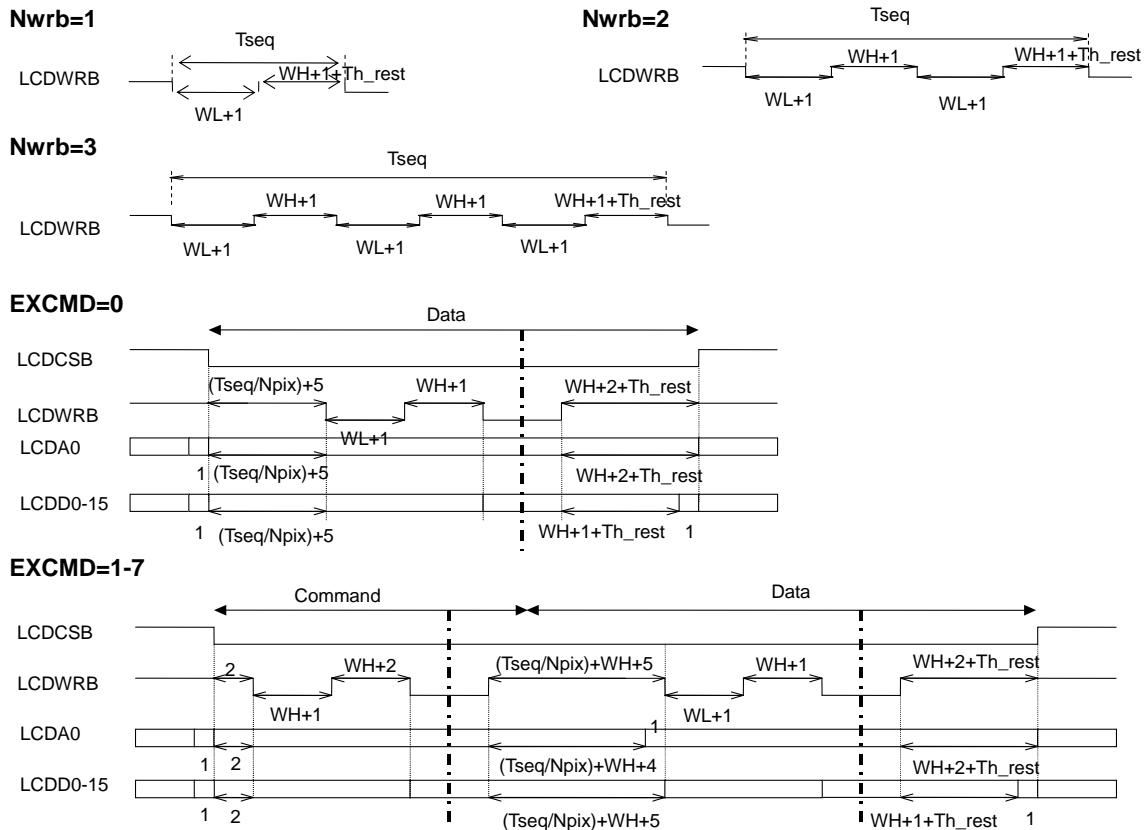 Nwrb=1
Tseq
LCDWRB
WH+1+Th_rest
WL+1
Nwrb=2
Tseq
LCDWRB
WH+1
WH+1+Th_rest
WL+1
WL+1
Nwrb=3
Tseq
LCDWRB
WH+1
WH+1
WH+1+Th_rest
WL+1
WL+1
WL+1
EXCMD=0
Data
LCDCSB
(Tseq/Npix)+5
WH+1
WH+2+Th_rest
LCDWRB
WL+1
LCDA0
1
(Tseq/Npix)+5
WH+2+Th_rest
LCDD0-15
1
(Tseq/Npix)+5
WH+1+Th_rest
1
EXCMD=1-7
Command
Data
LCDCSB
2
WH+2
(Tseq/Npix)+WH+5
WH+1
WH+2+Th_rest
LCDWRB
WH+1
WL+1
LCDA0
1
1
2
(Tseq/Npix)+WH+4
WH+2+Th_rest
LCDD0-15
1
2
(Tseq/Npix)+WH+5
WH+1+Th_rest
1